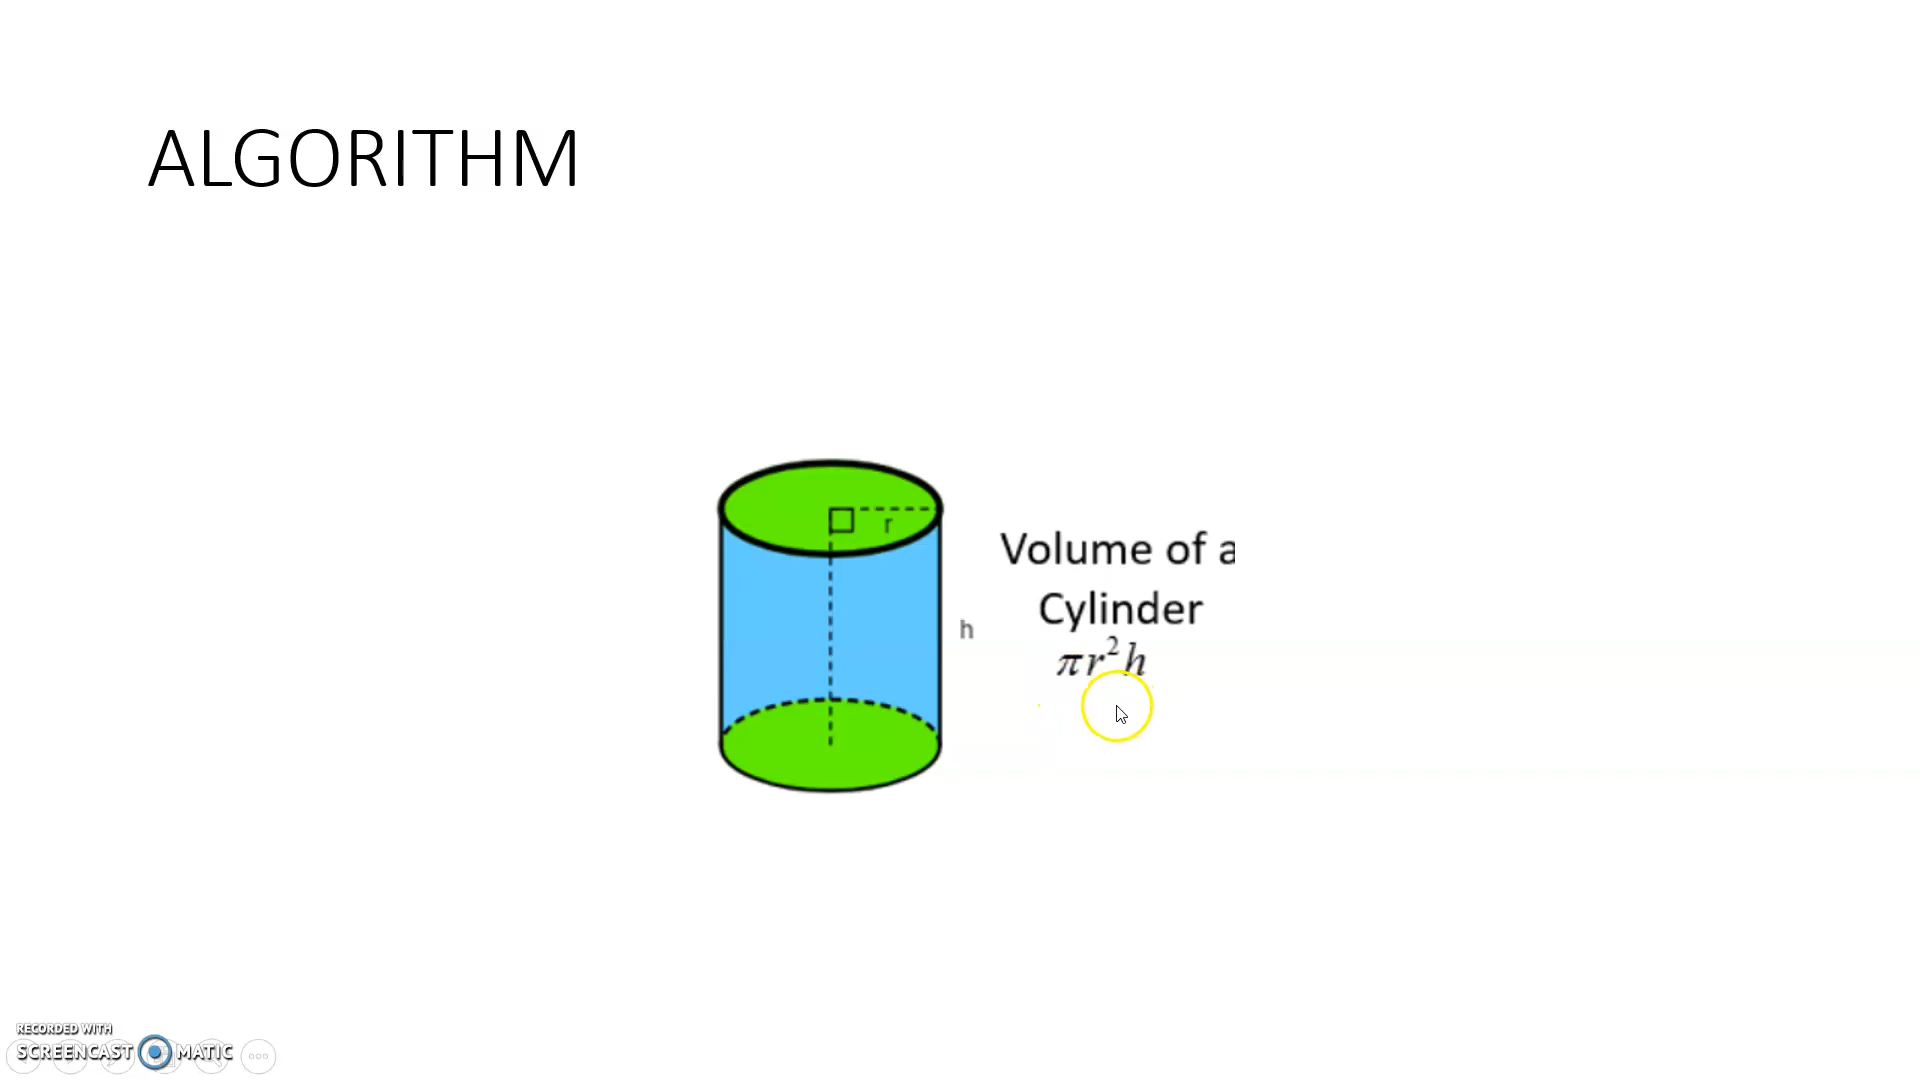 ALGORITHM
r
h
Volume of a
Cylinder
πr²h
RECORDED WITH
SCREENCAST MATIC